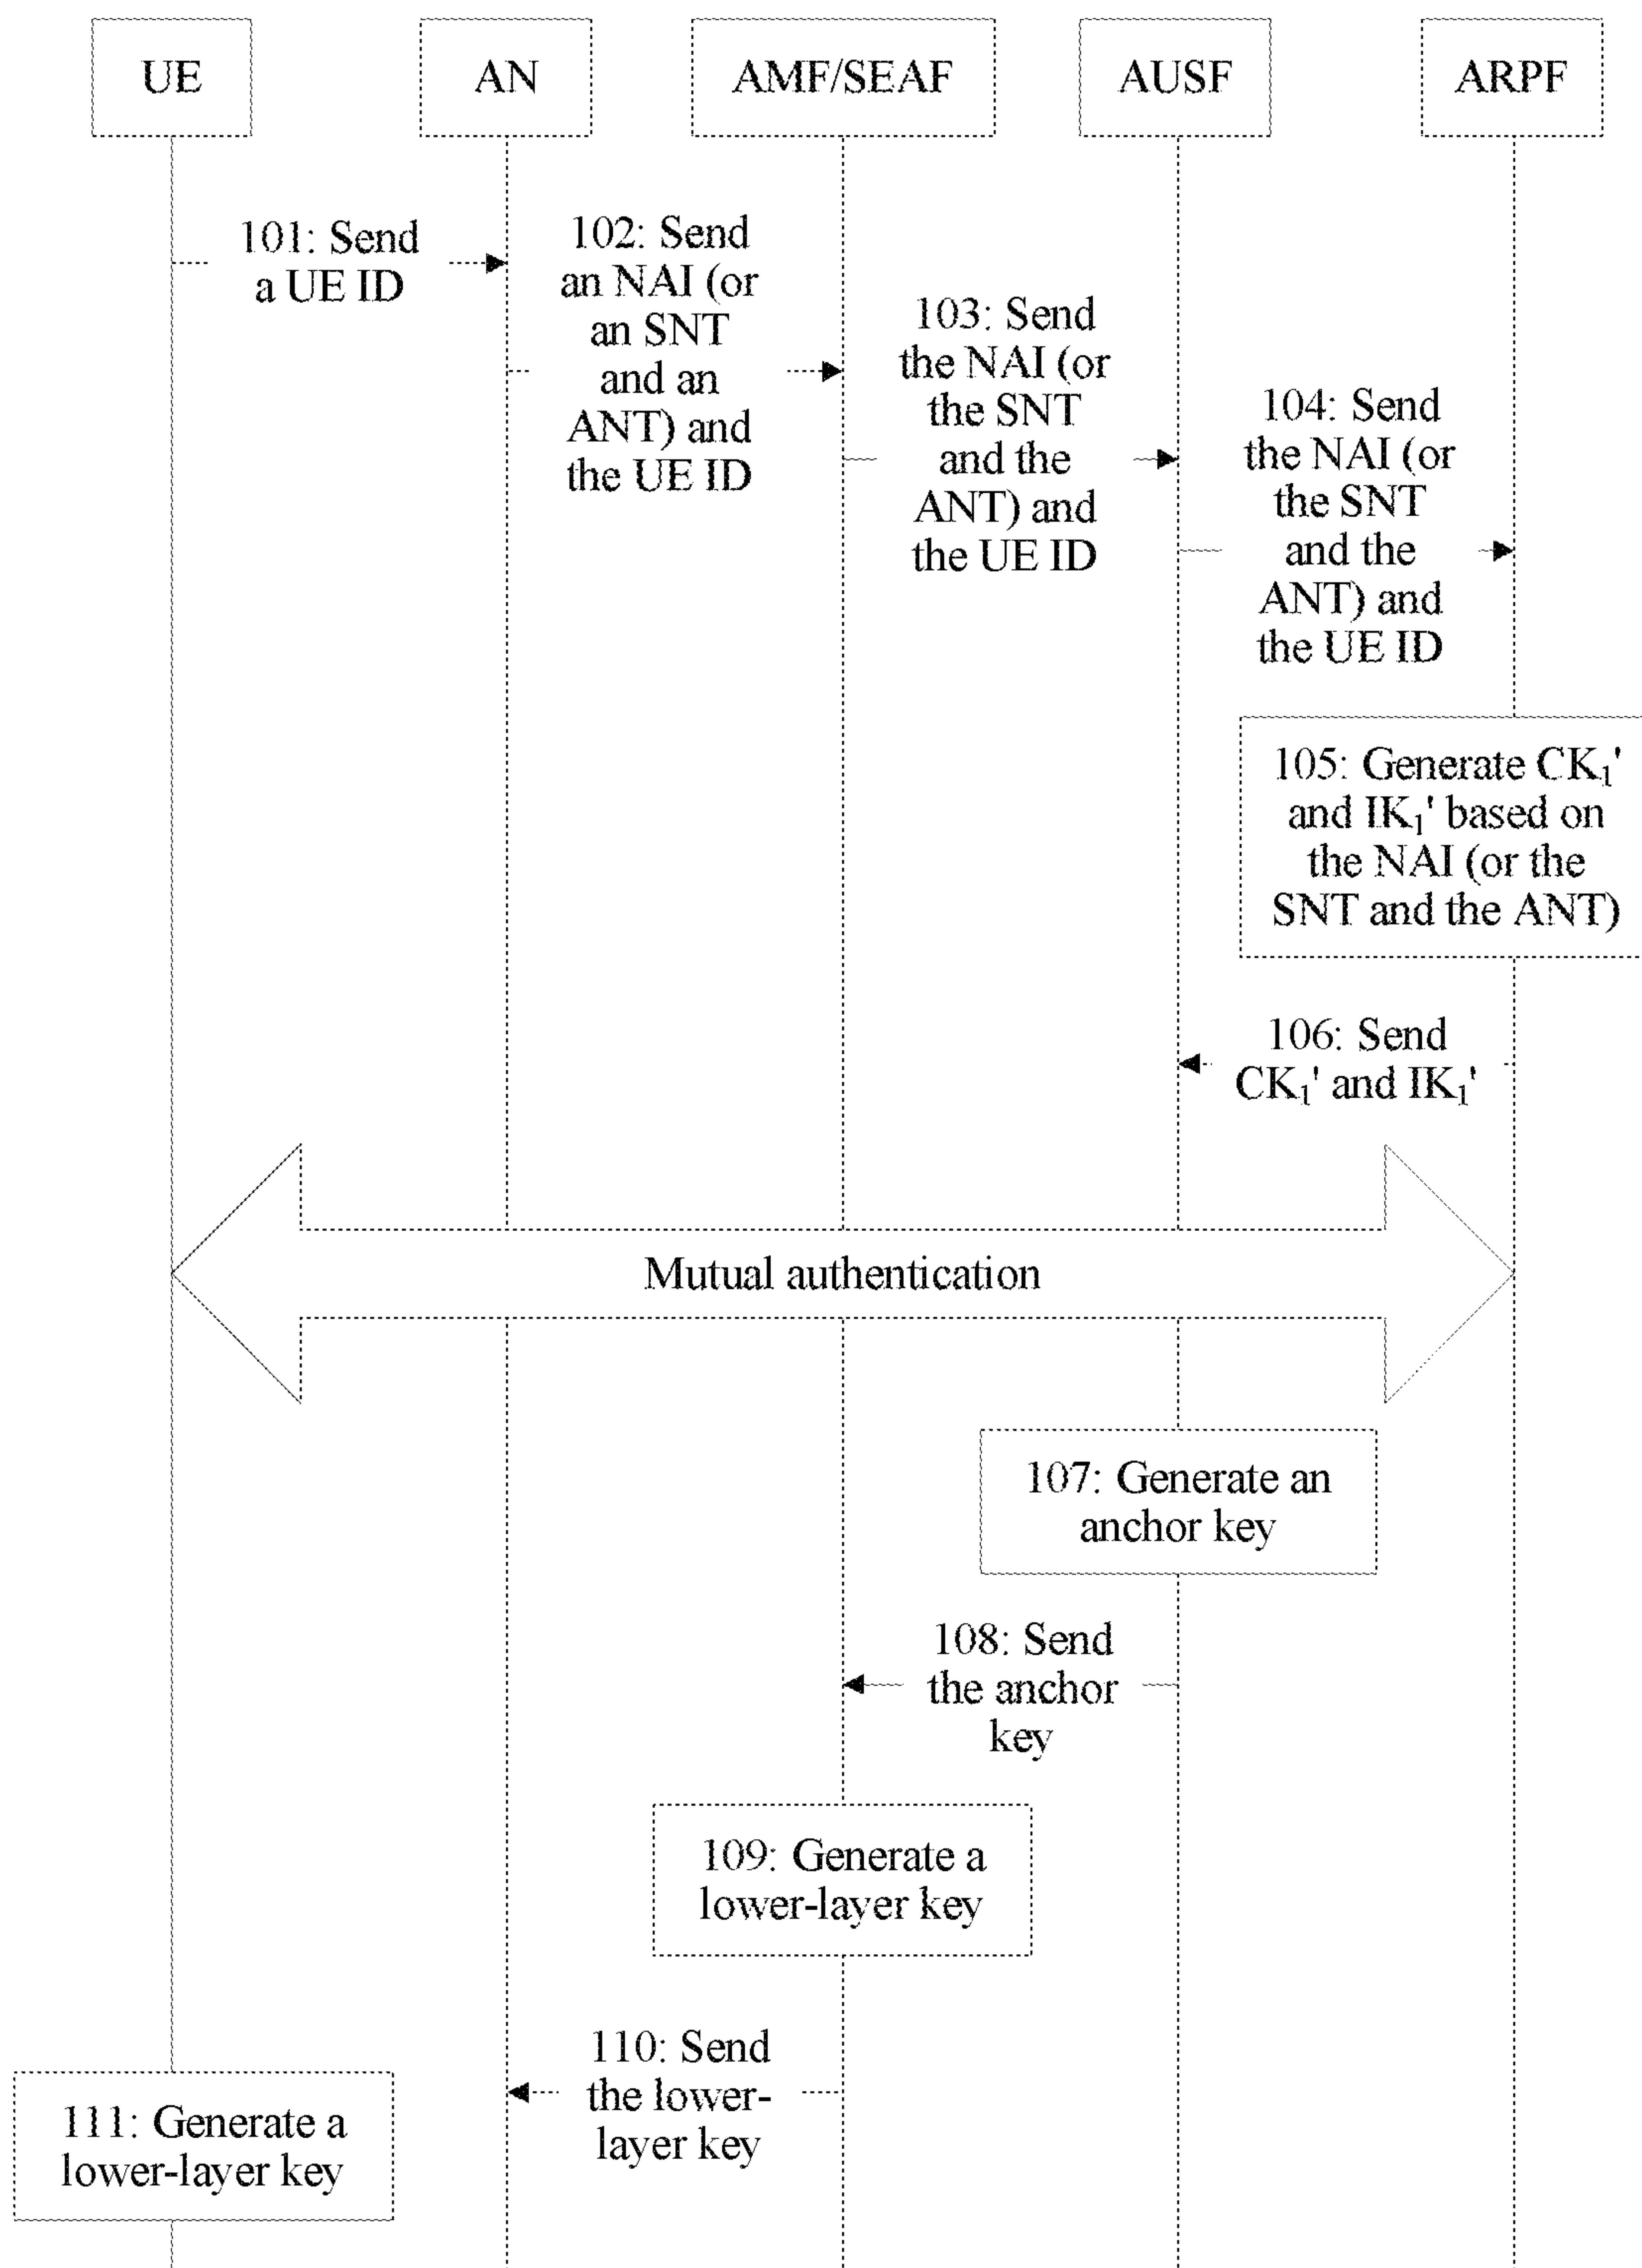 UE
AN
AMF/SEAF
AUSF
ARPF
101: Send
a UE ID
102: Send
an NAI (or
an SNT
and an
ANT) and
the UE ID
103: Send
the NAI (or
the SNT
and the
ANT) and
the UE ID
104: Send
the NAI (or
the SNT
and the
ANT) and
the UE ID
105: Generate CK₁'
and IK₁' based on
the NAI (or the
SNT and the ANT)
106: Send
CK₁' and IK₁'
Mutual authentication
107: Generate an
anchor key
108: Send
the anchor
key
109: Generate a
lower-layer key
110: Send
the lower-
layer key
111: Generate a
lower-layer key